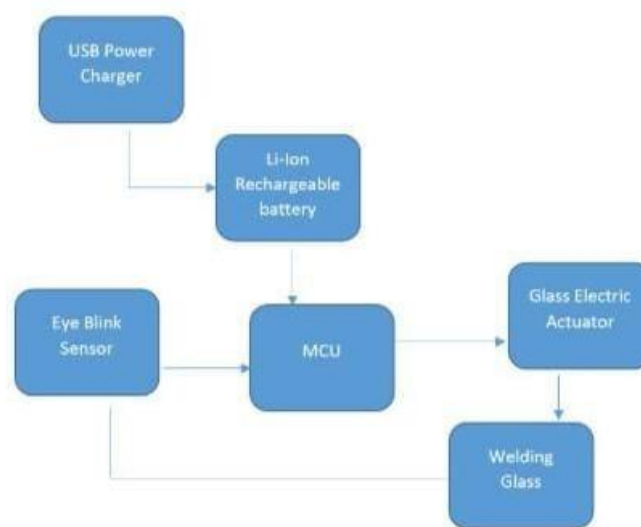 USB Power
Charger
Li-Ion
Rechargeable
battery
Eye Blink
Sensor
MCU
Glass Electric
Actuator
Welding
Glass